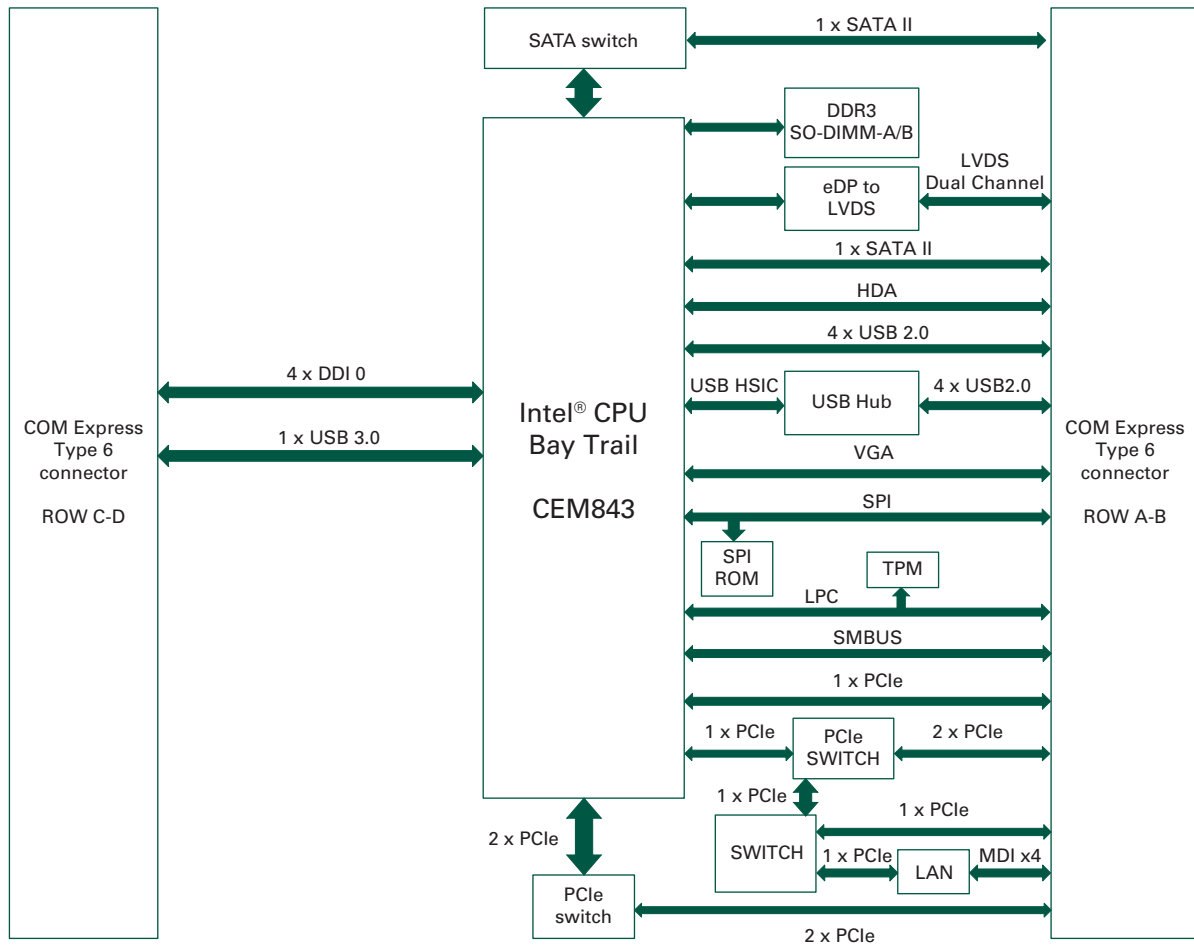 SATA switch
1 x SATA II
DDR3
SO-DIMM-A/B
LVDS
Dual Channel
eDP to
LVDS
1 x SATA II
HDA
4 x USB 2.0
4 x DDI 0
USB HSIC
USB Hub
4 x USB2.0
COM Express
Type 6
connector
ROW C-D
1 x USB 3.0
Intel® CPU
Bay Trail
CEM843
COM Express
Type 6
connector
ROW A-B
VGA
SPI
SPI
ROM
TPM
LPC
SMBUS
1 x PCIe
1 x PCIe
PCIe
SWITCH
2 x PCIe
1 x PCIe
1 x PCIe
2 x PCIe
SWITCH
1 x PCIe
LAN
MDI x4
PCIe
switch
2 x PCIe